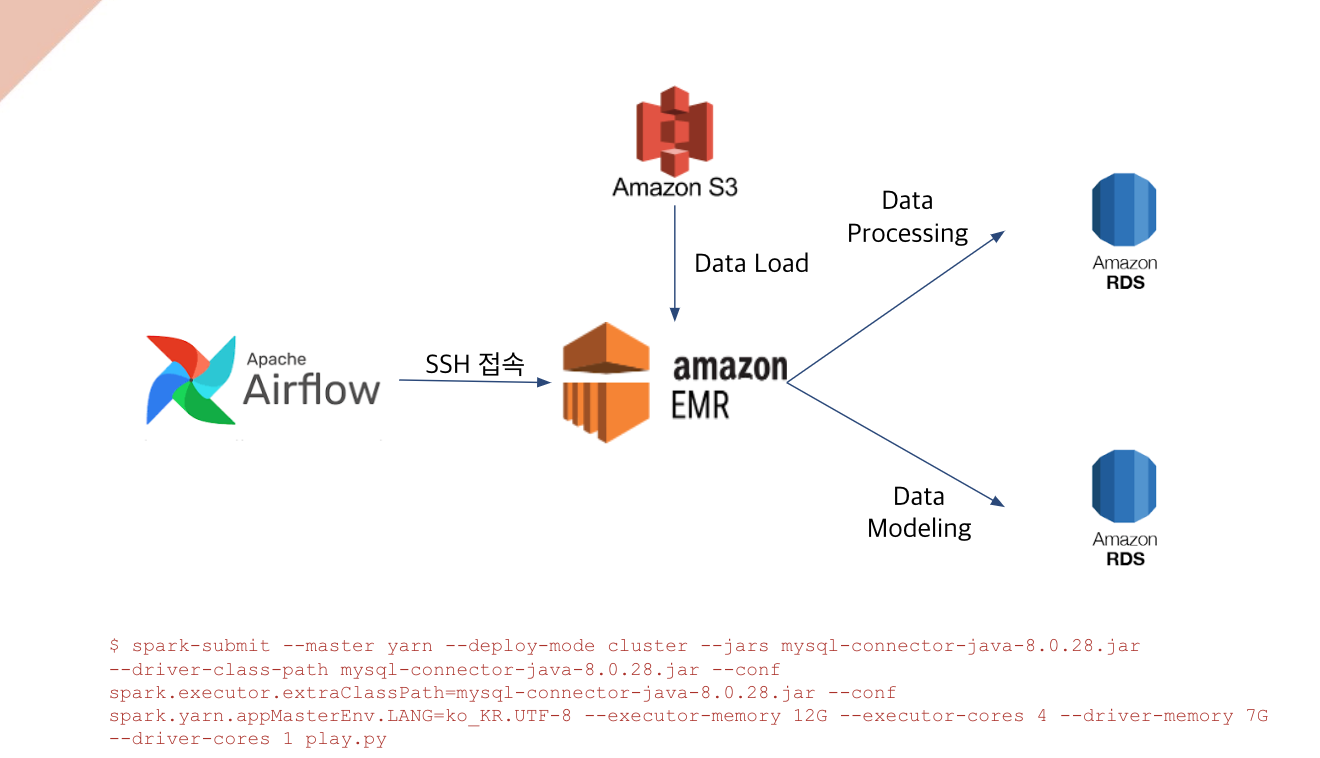 Amazon S3
Data
Processing
Data Load
Amazon
RDS
Apache
Airflow
SSH 접속
amazon
EMR
Data
Modeling
Amazon
RDS
$ spark-submit --master yarn --deploy-mode cluster --jars mysql-connector-java-8.0.28.jar
--driver-class-path mysql-connector-java-8.0.28.jar --conf
spark.executor.extraClassPath=mysql-connector-java-8.0.28.jar --conf
spark.yarn.appMasterEnv.LANG=ko_KR.UTF-8 --executor-memory 12G --executor-cores 4 --driver-memory 7G
--driver-cores 1 play.py